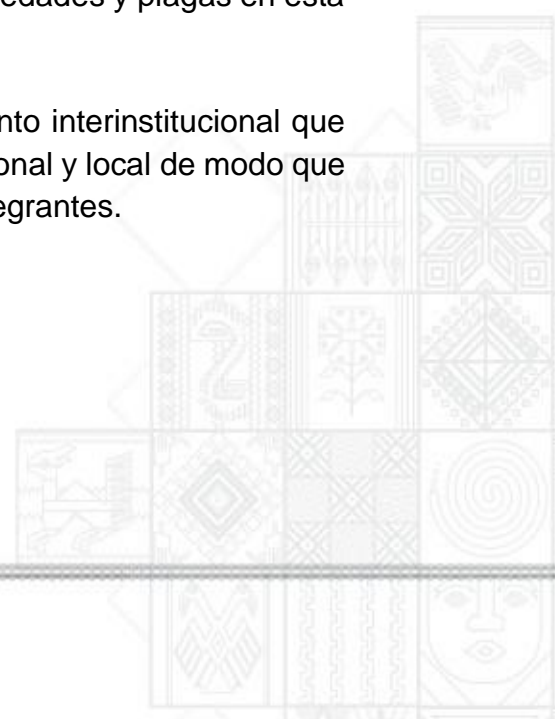 edades y plagas en esta
nto interinstitucional que
onal y local de modo que
egrantes.